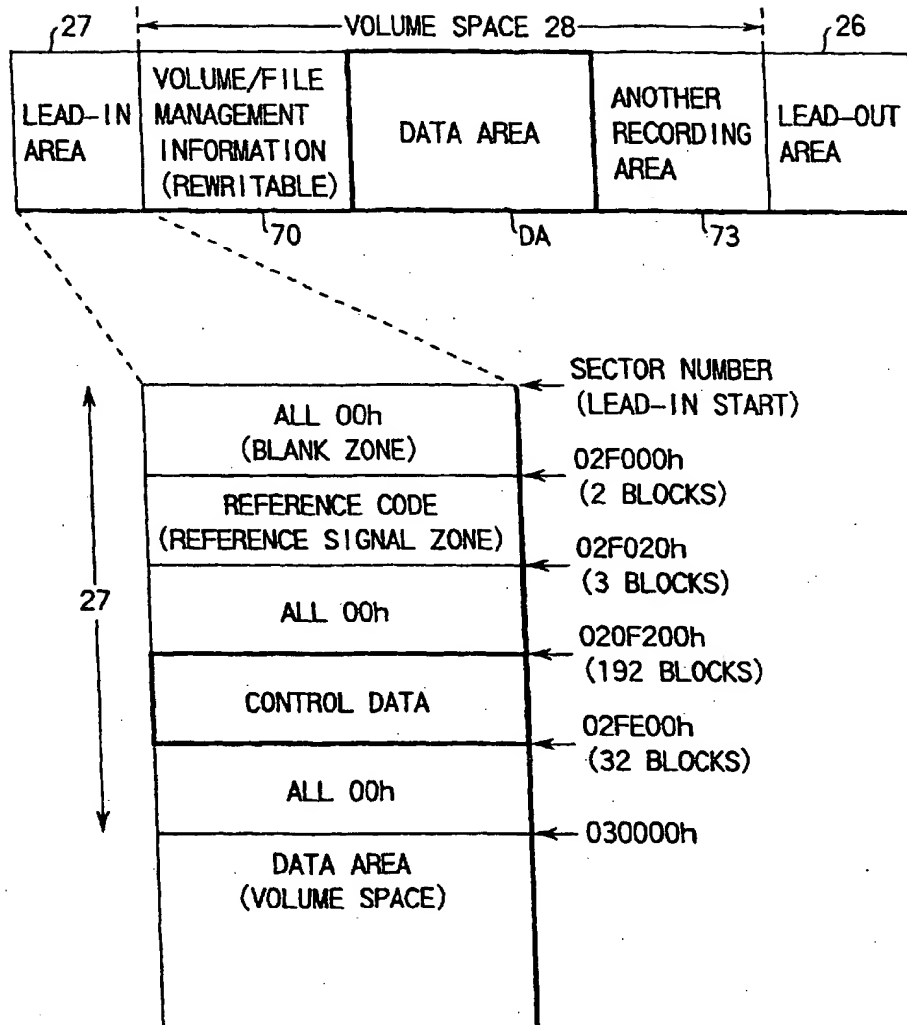 27
VOLUME SPACE 28
26
LEAD-IN
AREA
VOLUME/FILE
MANAGEMENT
INFORMATION
(REWRITABLE)
DATA AREA
ANOTHER
RECORDING
AREA
LEAD-OUT
AREA
70
DA
73
SECTOR NUMBER
(LEAD-IN START)
ALL 00h
(BLANK ZONE)
02F000h
(2 BLOCKS)
REFERENCE CODE
(REFERENCE SIGNAL ZONE)
02F020h
(3 BLOCKS)
27
ALL 00h
020F200h
(192 BLOCKS)
CONTROL DATA
02FE00h
(32 BLOCKS)
ALL 00h
030000h
DATA AREA
(VOLUME SPACE)